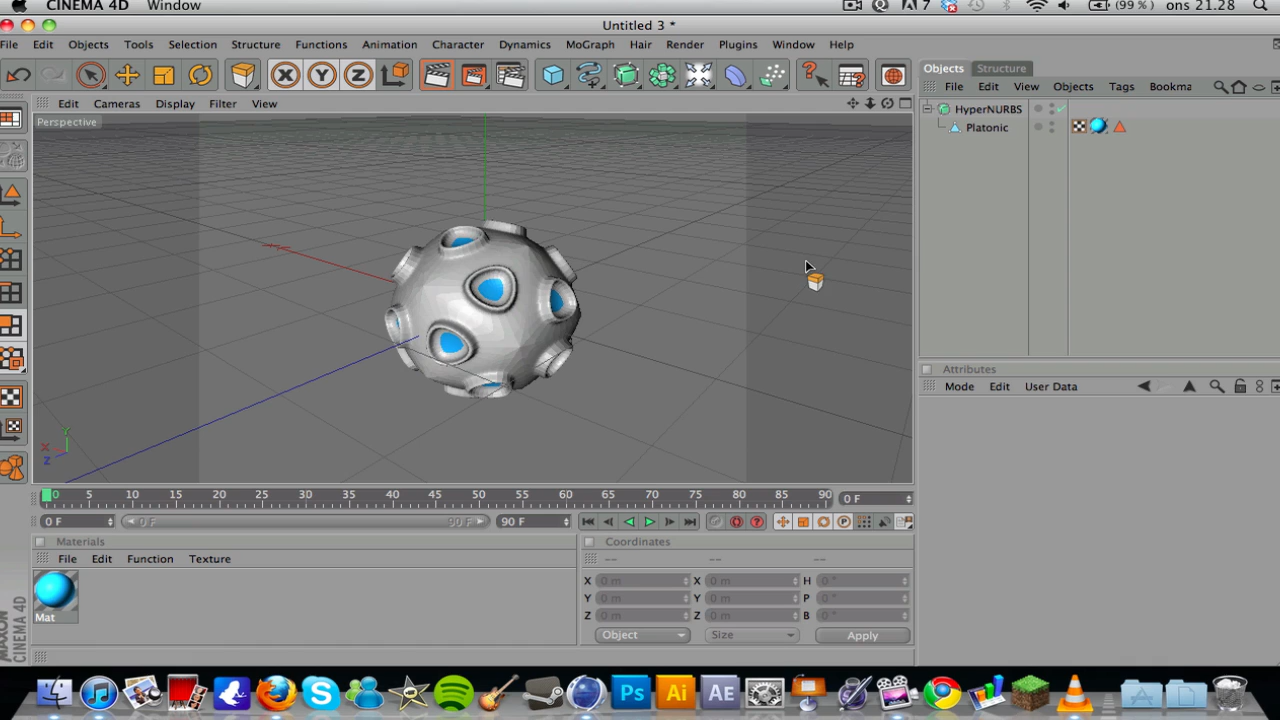 CINEMA 4D Window 7 (99 %) ons 21.28
Untitled 3 *
File Edit Objects Tools Selection Structure Functions Animation Character Dynamics MoGraph Hair Render Plugins Window Help
X Y Z
Objects Structure
File Edit View Objects Tags Bookma
Edit Cameras Display Filter View
Perspective
HyperNURBS
Platonic
Attributes
Mode Edit User Data
Y
X
Z
0 5 10 15 20 25 30 35 40 45 50 55 60 65 70 75 80 85 90 0 F
0 F 0 F 90 F 90 F
Materials
File Edit Function Texture
Mat
Coordinates
-- -- --
X 0 m X 0 m H 0 °
Y 0 m Y 0 m P 0 °
Z 0 m Z 0 m B 0 °
Object Size Apply
MAXON
CINEMA 4D
Ps Ai AE